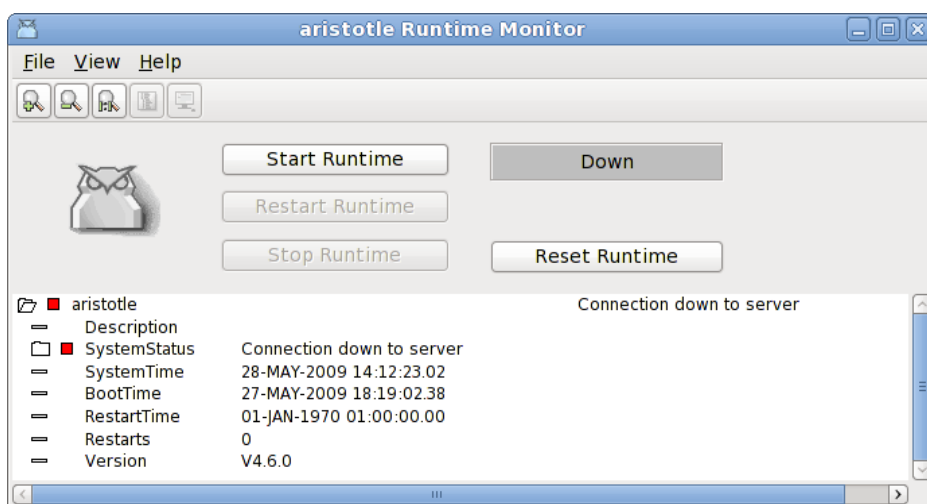 aristotle Runtime Monitor
File View Help
Start Runtime
Down
Restart Runtime
Stop Runtime
Reset Runtime
aristotle Connection down to server
Description
SystemStatus Connection down to server
SystemTime 28-MAY-2009 14:12:23.02
BootTime 27-MAY-2009 18:19:02.38
RestartTime 01-JAN-1970 01:00:00.00
Restarts 0
Version V4.6.0